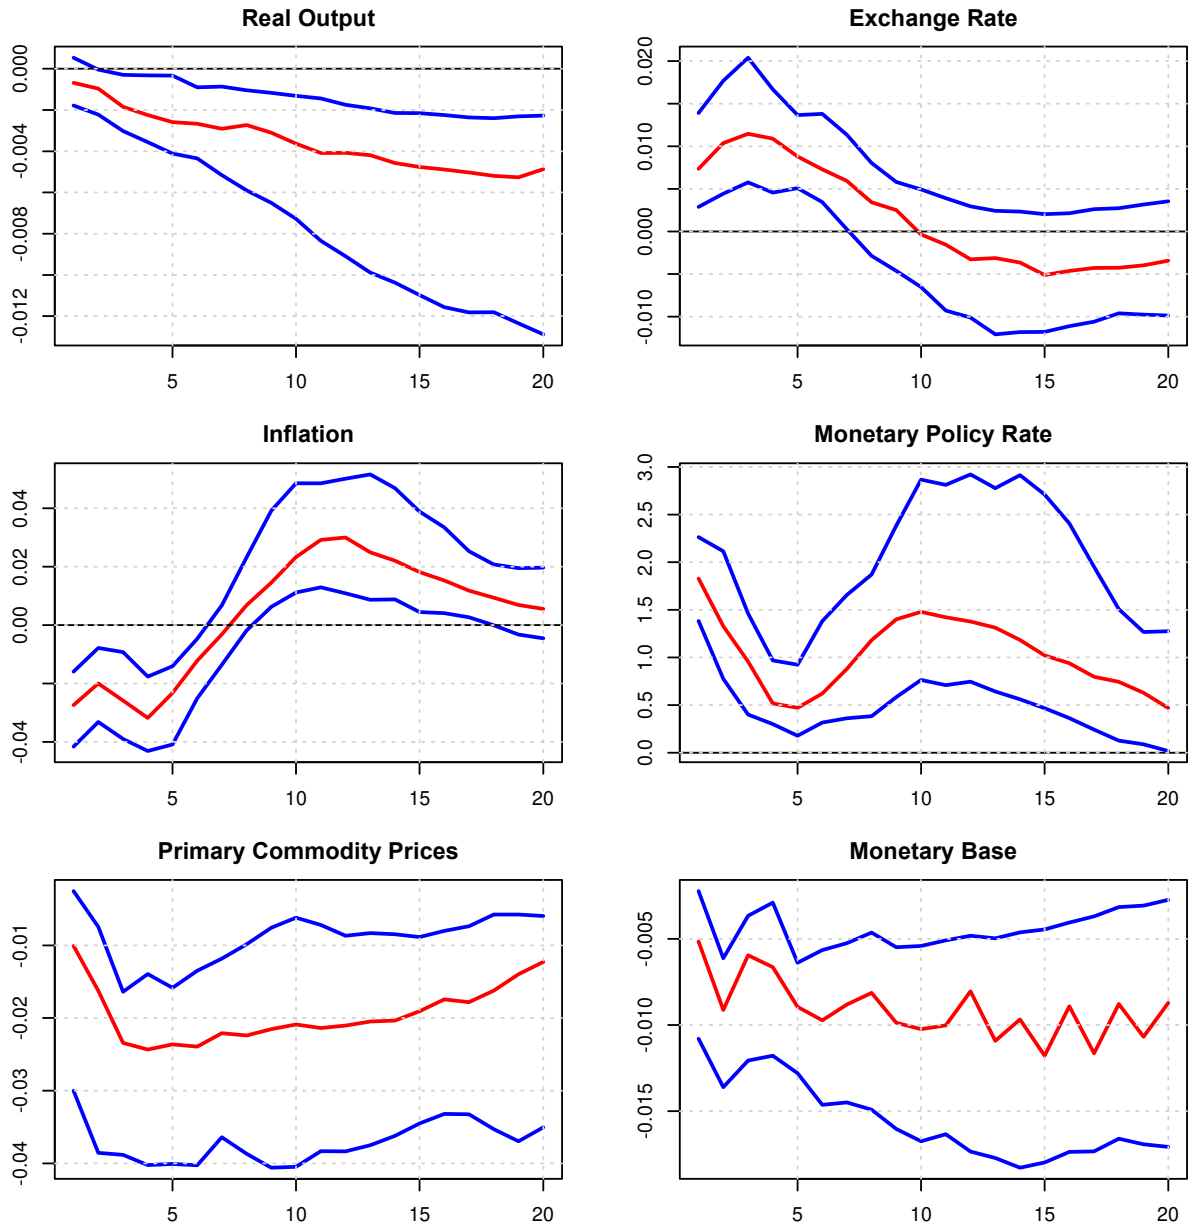 Real Output
0.000
-0.004
-0.008
-0.012
5 10 15 20
Exchange Rate
0.020
0.010
0.000
-0.010
5 10 15 20
Inflation
0.04
0.02
0.00
-0.04
5 10 15 20
Monetary Policy Rate
3.0
2.5
2.0
1.5
1.0
0.5
0.0
5 10 15 20
Primary Commodity Prices
-0.01
-0.02
-0.03
-0.04
5 10 15 20
Monetary Base
-0.005
-0.010
-0.015
5 10 15 20